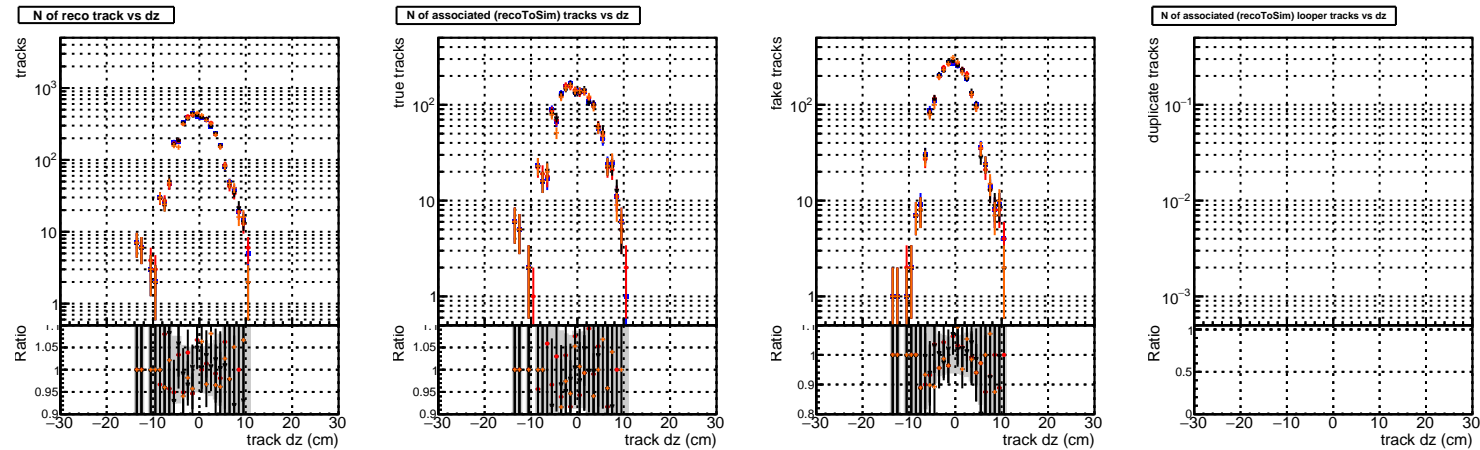 N of reco track vs dz
tracks
10³
10²
10
1
Ratio
1.1
1.05
1
0.95
0.9
−30 −20 −10 0 10 20 30
track dz (cm)
N of associated (recoToSim) tracks vs dz
true tracks
10²
10
1
Ratio
1.1
1.05
1
0.95
0.9
−30 −20 −10 0 10 20 30
track dz (cm)
fake tracks
10²
10
1
Ratio
1
0.9
0.8
−30 −20 −10 0 10 20 30
track dz (cm)
N of associated (recoToSim) looper tracks vs dz
duplicate tracks
10⁻¹
10⁻²
10⁻³
Ratio
1
0.5
0
−30 −20 −10 0 10 20 30
track dz (cm)